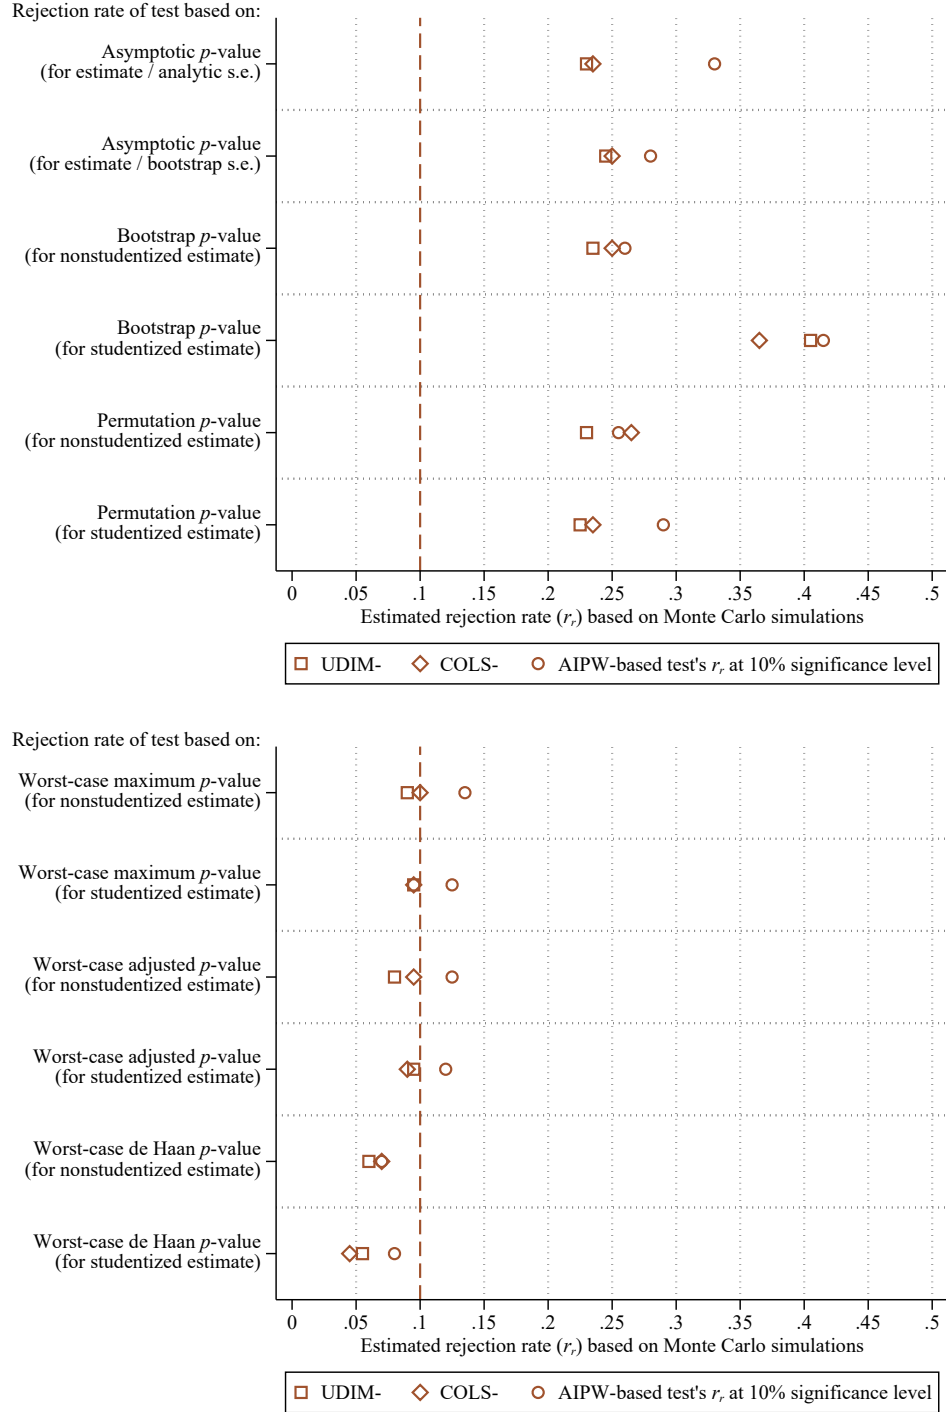 Rejection rate of test based on:
Asymptotic p-value
(for estimate / analytic s.e.)
Asymptotic p-value
(for estimate / bootstrap s.e.)
Bootstrap p-value
(for nonstudentized estimate)
Bootstrap p-value
(for studentized estimate)
Permutation p-value
(for nonstudentized estimate)
Permutation p-value
(for studentized estimate)
0 .05 .1 .15 .2 .25 .3 .35 .4 .45 .5
Estimated rejection rate (r_r) based on Monte Carlo simulations
UDIM- COLS- AIPW-based test's r_r at 10% significance level
Rejection rate of test based on:
Worst-case maximum p-value
(for nonstudentized estimate)
Worst-case maximum p-value
(for studentized estimate)
Worst-case adjusted p-value
(for nonstudentized estimate)
Worst-case adjusted p-value
(for studentized estimate)
Worst-case de Haan p-value
(for nonstudentized estimate)
Worst-case de Haan p-value
(for studentized estimate)
0 .05 .1 .15 .2 .25 .3 .35 .4 .45 .5
Estimated rejection rate (r_r) based on Monte Carlo simulations
UDIM- COLS- AIPW-based test's r_r at 10% significance level